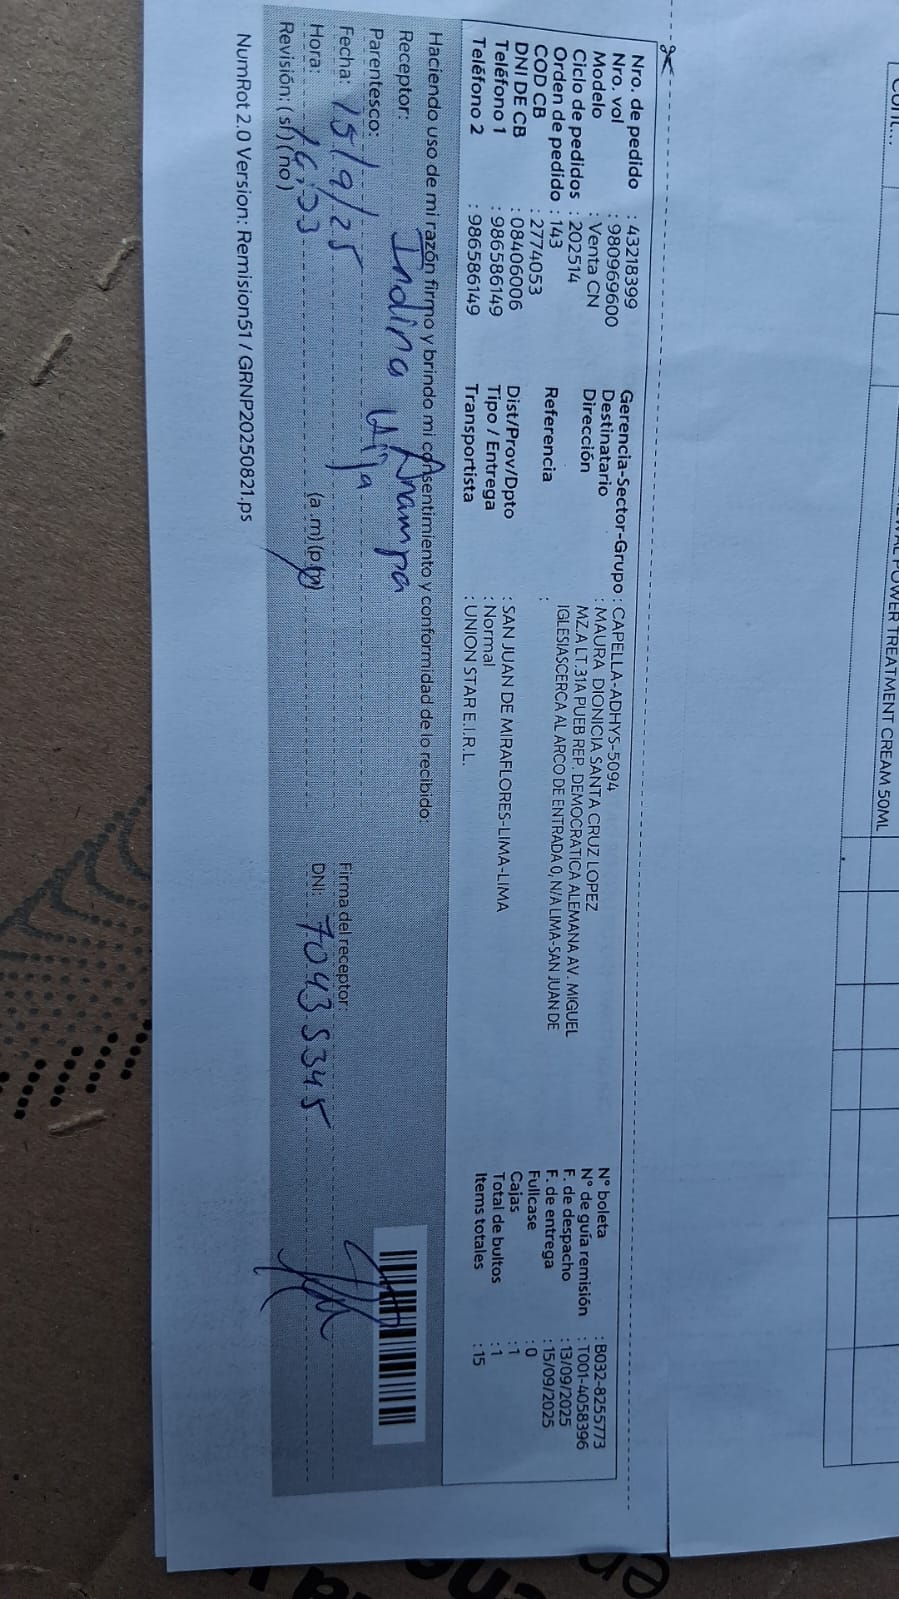 Cont...
POWER TREATMENT CREAM 50ML
Nro. de pedido : 43218399
Nro. vol : 980969600
Modelo : Venta CN
Ciclo de pedidos : 202514
Orden de pedido : 143
COD CB : 2774053
DNI DE CB : 08406006
Teléfono 1 : 986586149
Teléfono 2 : 986586149
Gerencia-Sector-Grupo : CAPELLA-ADHYS-5094
Destinatario : MAURA DIONICIA SANTA CRUZ LOPEZ
Dirección MZ.A LT.31A PUEB REP. DEMOCRATICA ALEMANA AV. MIGUEL
IGLESIASCERCA AL ARCO DE ENTRADA 0, N/A LIMA-SAN JUAN DE
Referencia :
Dist/Prov/Dpto : SAN JUAN DE MIRAFLORES-LIMA-LIMA
Tipo / Entrega : Normal
Transportista : UNION STAR E.I.R.L.
N° boleta : B032-8255773
N° de guía remisión : T001-4058396
F. de despacho : 13/09/2025
F. de entrega : 15/09/2025
Fullcase : 0
Cajas : 1
Total de bultos : 1
Items totales : 15
Haciendo uso de mi razón firmo y brindo mi consentimiento y conformidad de lo recibido:
Receptor: Indira Anampa
Parentesco: Hija
Fecha: 15/9/25
Hora: (a .m) (p.m)
Revisión: ( sí ) ( no )
Firma del receptor:
DNI: 70435345
NumRot 2.0 Version: Remision51 / GRNP20250821.ps